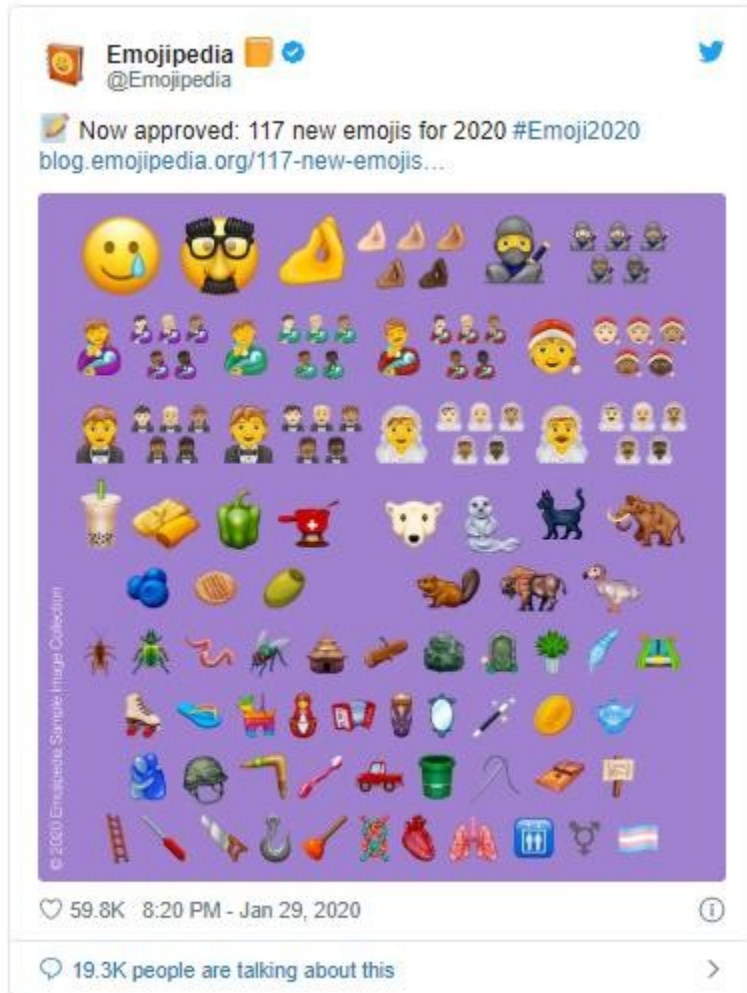 Emojipedia
@Emojipedia
Now approved: 117 new emojis for 2020 #Emoji2020
blog.emojipedia.org/117-new-emojis…
© 2020 Emojipedia Sample Image Collection
59.8K 8:20 PM - Jan 29, 2020
19.3K people are talking about this